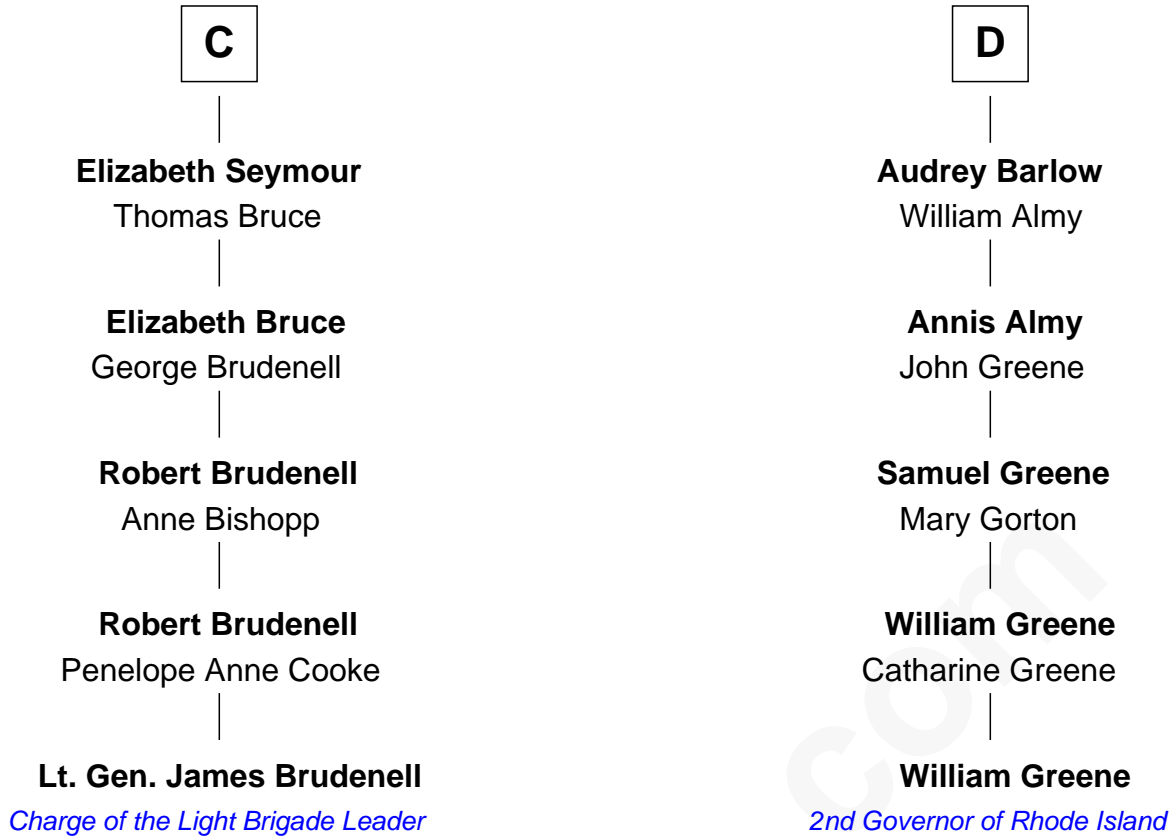 C
Elizabeth Seymour
Thomas Bruce
Elizabeth Bruce
George Brudenell
Robert Brudenell
Anne Bishopp
Robert Brudenell
Penelope Anne Cooke
Lt. Gen. James Brudenell
Charge of the Light Brigade Leader
D
Audrey Barlow
William Almy
Annis Almy
John Greene
Samuel Greene
Mary Gorton
William Greene
Catharine Greene
William Greene
2nd Governor of Rhode Island
com